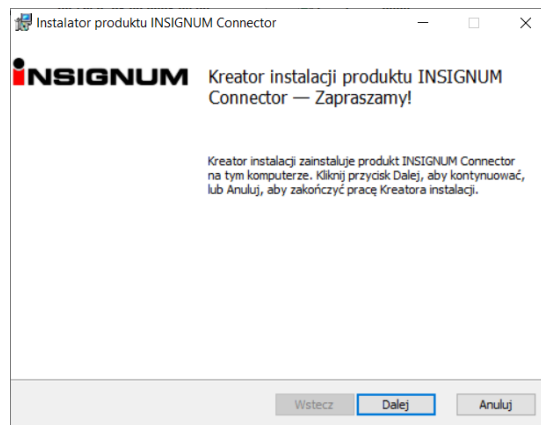 Instalator produktu INSIGNUM Connector
INSIGNUM
Kreator instalacji produktu INSIGNUM
Connector — Zapraszamy!
Kreator instalacji zainstaluje produkt INSIGNUM Connector
na tym komputerze. Kliknij przycisk Dalej, aby kontynuować,
lub Anuluj, aby zakończyć pracę Kreatora instalacji.
Wstecz Dalej Anuluj